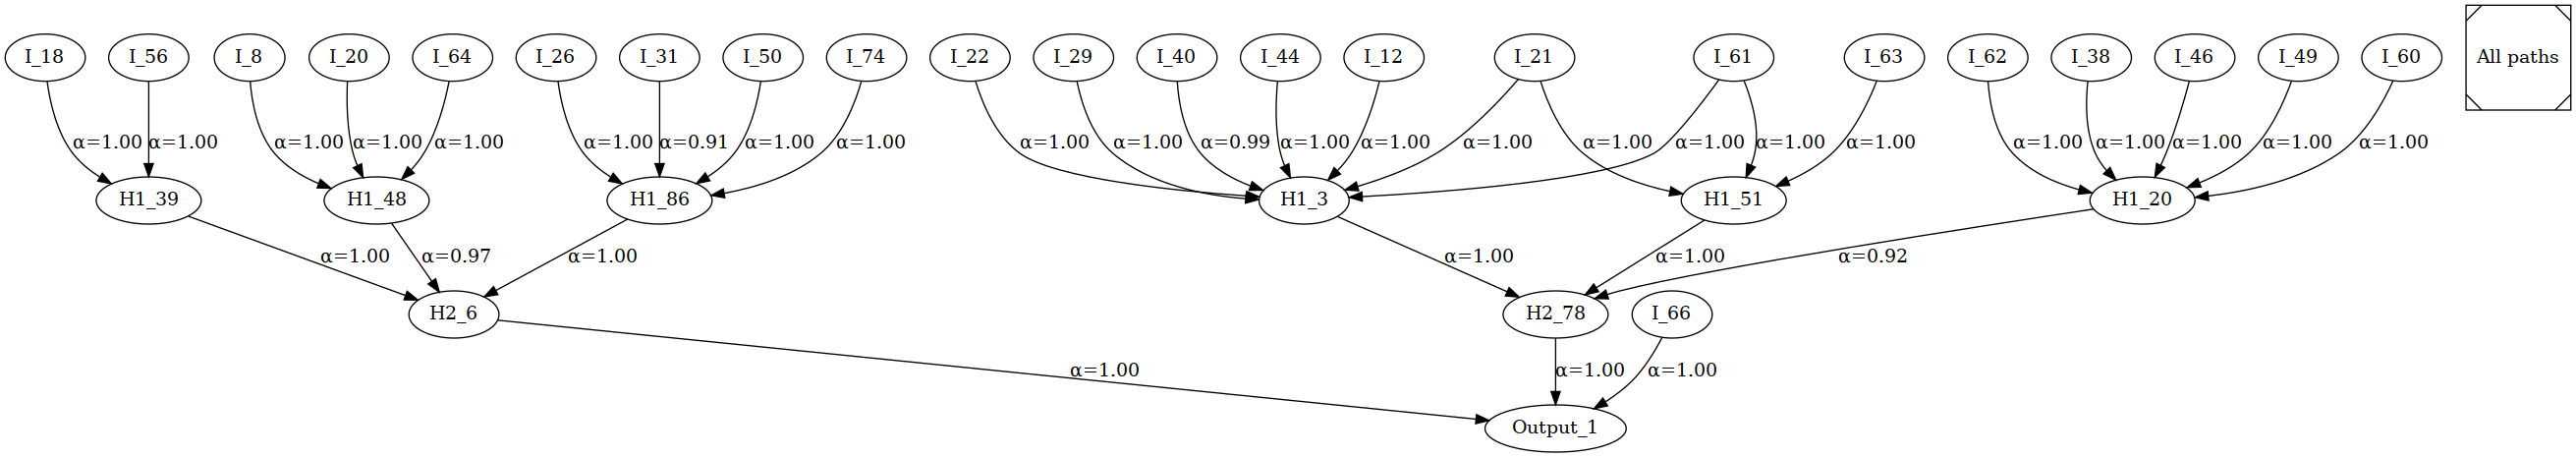 I_18 I_56 I_8 I_20 I_64 I_26 I_31 I_50 I_74 I_22 I_29 I_40 I_44 I_12 I_21 I_61 I_63 I_62 I_38 I_46 I_49 I_60 All paths
α=1.00 α=1.00 α=1.00 α=1.00 α=1.00 α=1.00 α=0.91 α=1.00 α=1.00 α=1.00 α=1.00 α=0.99 α=1.00 α=1.00 α=1.00 α=1.00 α=1.00 α=1.00 α=1.00 α=1.00 α=1.00 α=1.00 α=1.00 α=1.00
H1_39 H1_48 H1_86 H1_3 H1_51 H1_20
α=1.00 α=0.97 α=1.00 α=1.00 α=1.00 α=0.92
H2_6 H2_78 I_66
α=1.00 α=1.00 α=1.00
Output_1